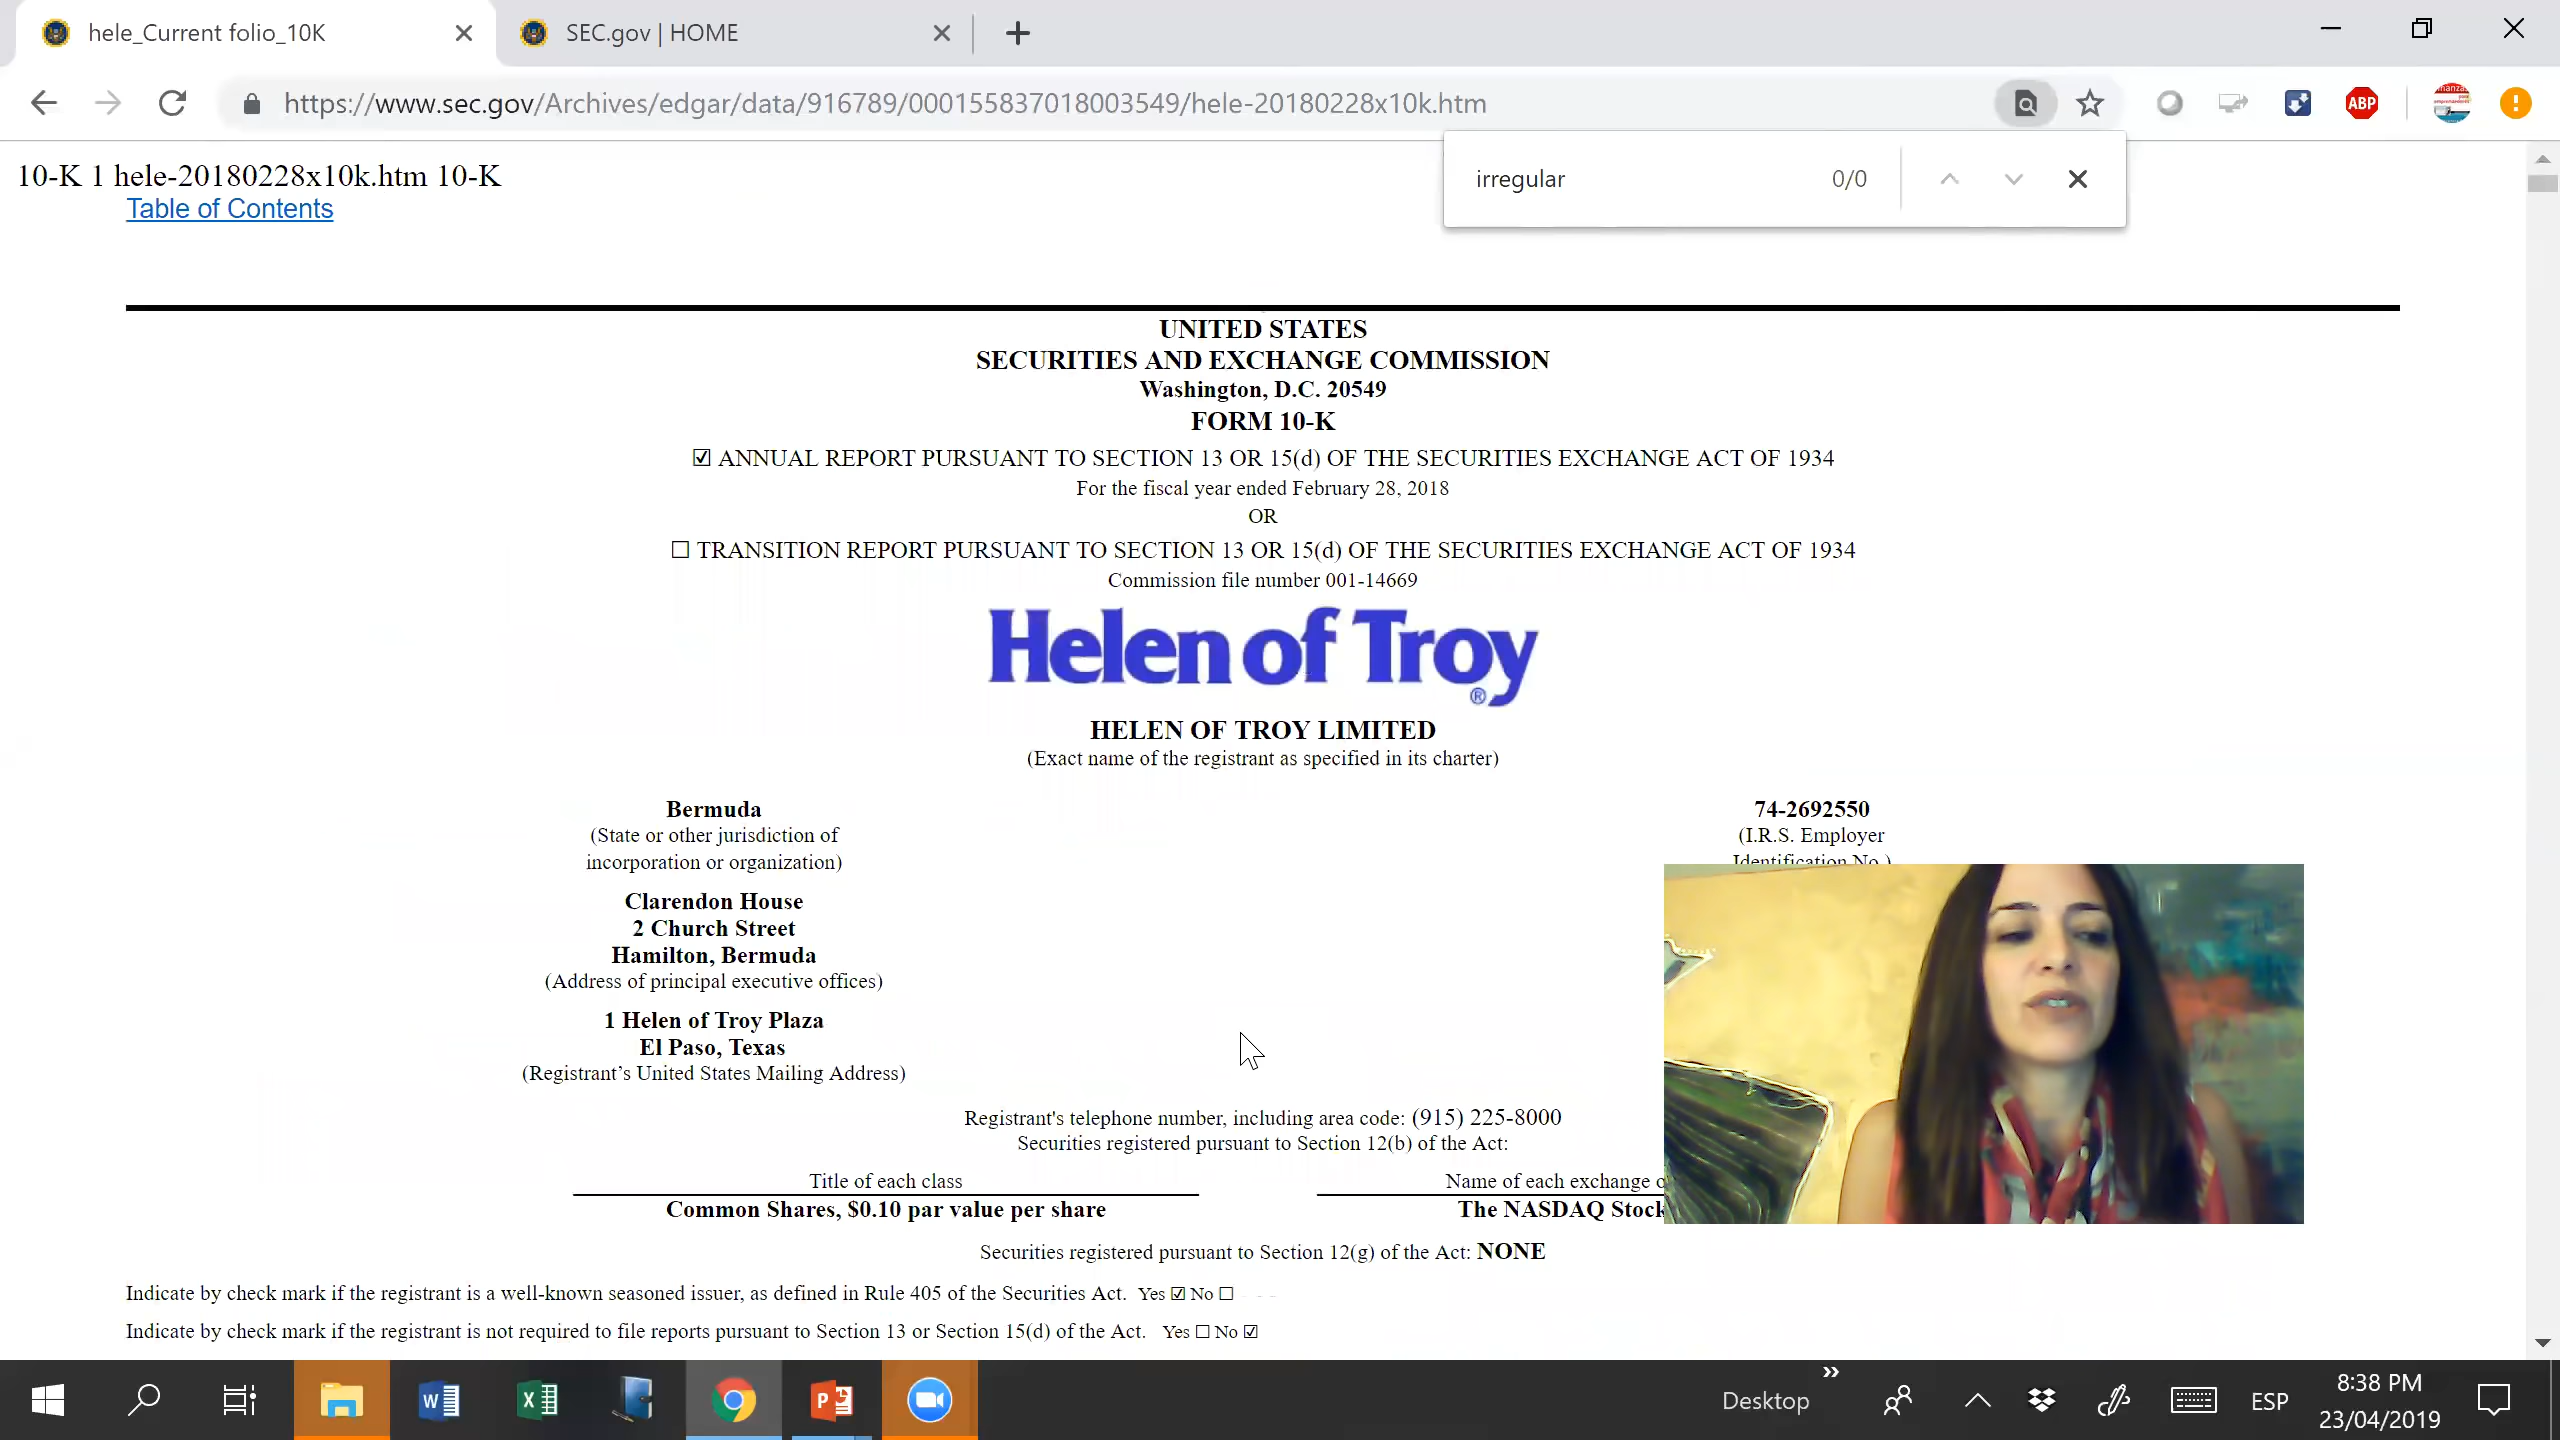 hele_Current folio_10K
SEC.gov | HOME
https://www.sec.gov/Archives/edgar/data/916789/000155837018003549/hele-20180228x10k.htm
ABP
irregular 0/0
10-K 1 hele-20180228x10k.htm 10-K
Table of Contents
UNITED STATES
SECURITIES AND EXCHANGE COMMISSION
Washington, D.C. 20549
FORM 10-K
☑ ANNUAL REPORT PURSUANT TO SECTION 13 OR 15(d) OF THE SECURITIES EXCHANGE ACT OF 1934
For the fiscal year ended February 28, 2018
OR
☐ TRANSITION REPORT PURSUANT TO SECTION 13 OR 15(d) OF THE SECURITIES EXCHANGE ACT OF 1934
Commission file number 001-14669
Helen of Troy®
HELEN OF TROY LIMITED
(Exact name of the registrant as specified in its charter)
Bermuda
(State or other jurisdiction of
incorporation or organization)
74-2692550
(I.R.S. Employer
Identification No.)
Clarendon House
2 Church Street
Hamilton, Bermuda
(Address of principal executive offices)
1 Helen of Troy Plaza
El Paso, Texas
(Registrant's United States Mailing Address)
Registrant's telephone number, including area code: (915) 225-8000
Securities registered pursuant to Section 12(b) of the Act:
Title of each class
Name of each exchange o
Common Shares, $0.10 par value per share
The NASDAQ Stock
Securities registered pursuant to Section 12(g) of the Act: NONE
Indicate by check mark if the registrant is a well-known seasoned issuer, as defined in Rule 405 of the Securities Act. Yes ☑ No ☐
Indicate by check mark if the registrant is not required to file reports pursuant to Section 13 or Section 15(d) of the Act. Yes ☐ No ☑
Desktop
ESP
8:38 PM
23/04/2019